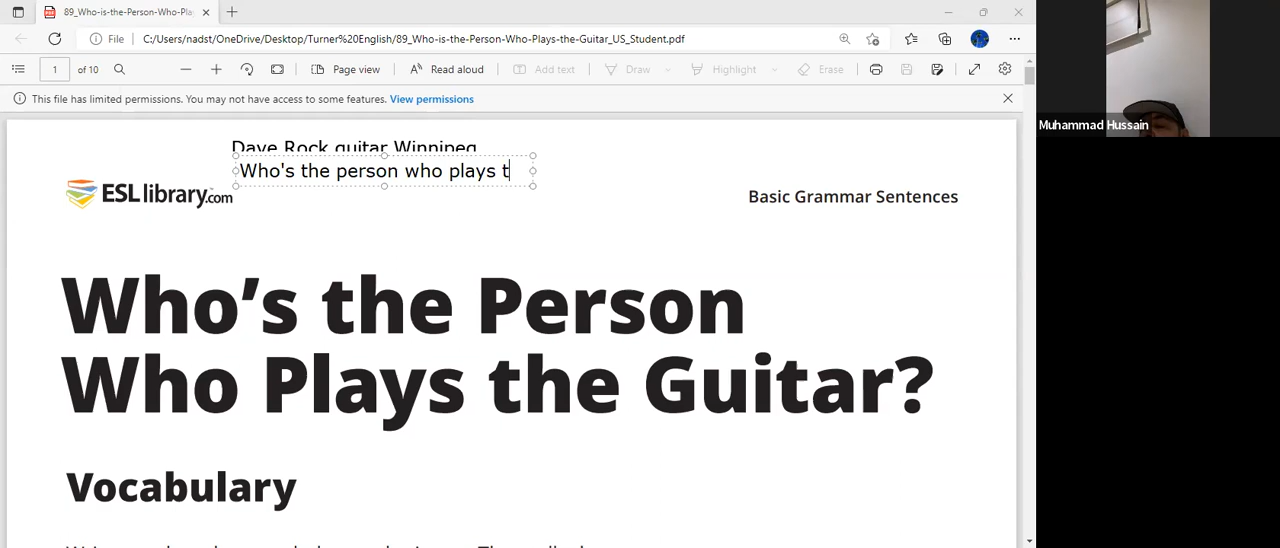 89_Who-is-the-Person-Who-Pla
File C:/Users/nadst/OneDrive/Desktop/Turner%20English/89_Who-is-the-Person-Who-Plays-the-Guitar_US_Student.pdf
1 of 10 Page view Read aloud Add text Draw Highlight Erase
This file has limited permissions. You may not have access to some features. View permissions
Muhammad Hussain
Dave Rock guitar Winnipeg
Who's the person who plays t
ESL library.com
Basic Grammar Sentences
Who's the Person
Who Plays the Guitar?
Vocabulary